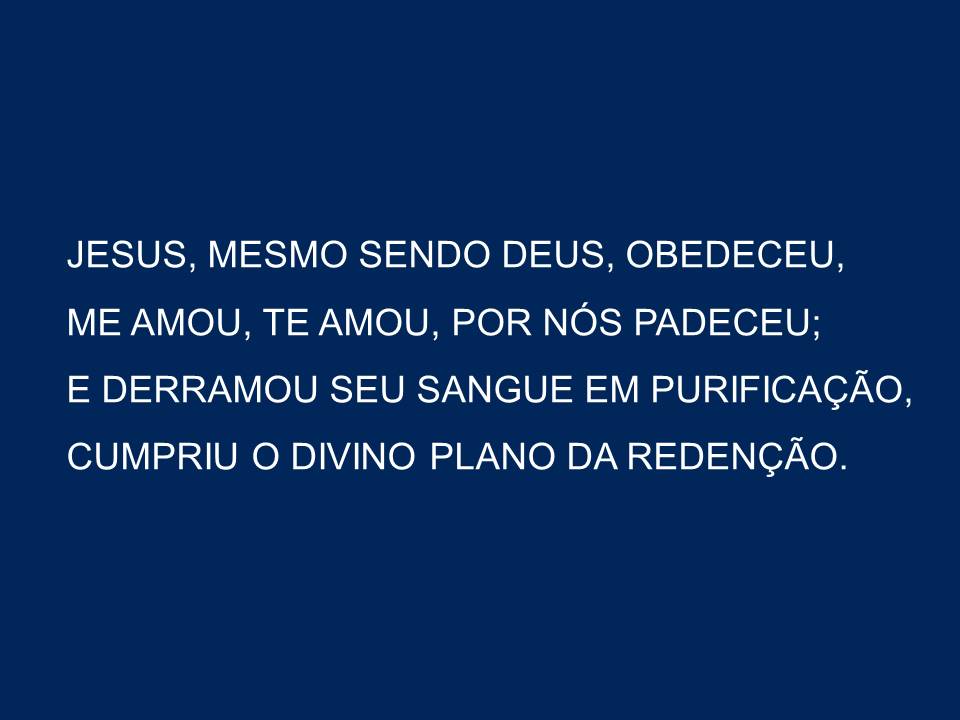 JESUS, MESMO SENDO DEUS, OBEDECEU,
ME AMOU, TE AMOU, POR NÓS PADECEU;
E DERRAMOU SEU SANGUE EM PURIFICAÇÃO,
CUMPRIU O DIVINO PLANO DA REDENÇÃO.